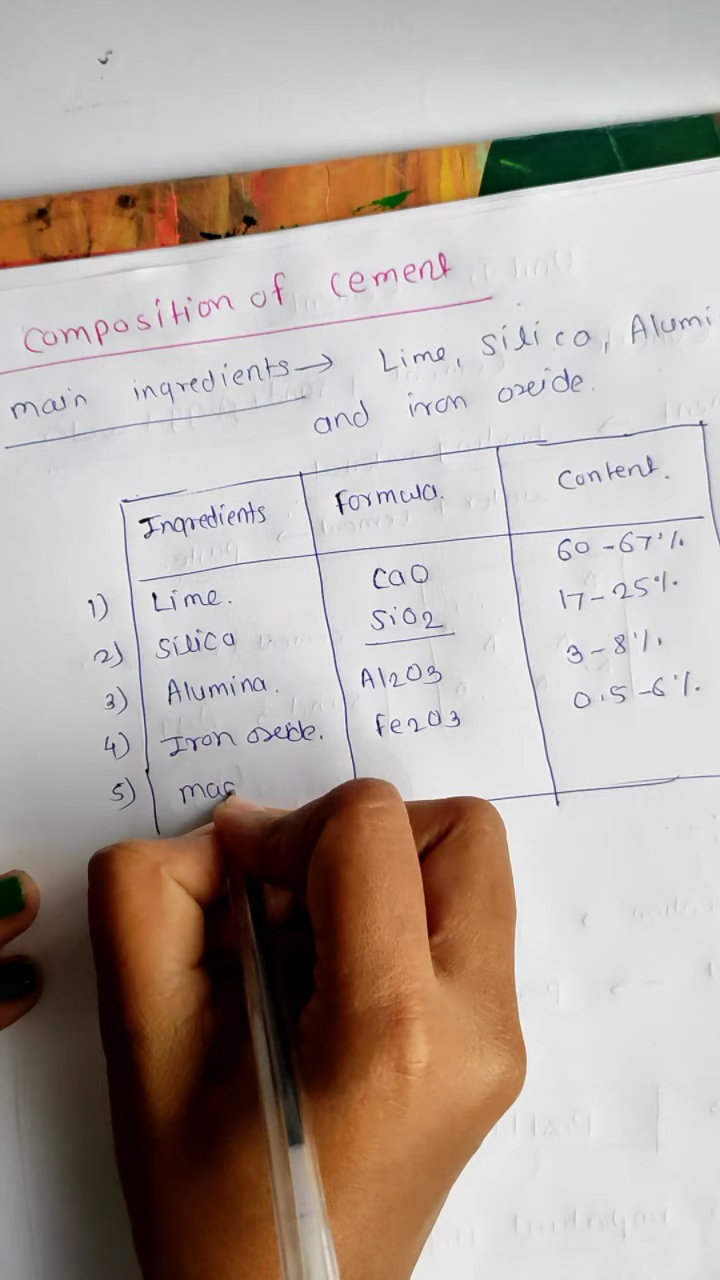 Composition of cement
main ingredients → Lime, Silica, Alumi
and iron oxide.
Ingredients Formula. Content.
1) Lime. CaO 60-67%
2) Silica SiO2 17-25%
3) Alumina. Al2O3 3-8%
4) Iron oxide. Fe2O3 0.5-6%
5) mag